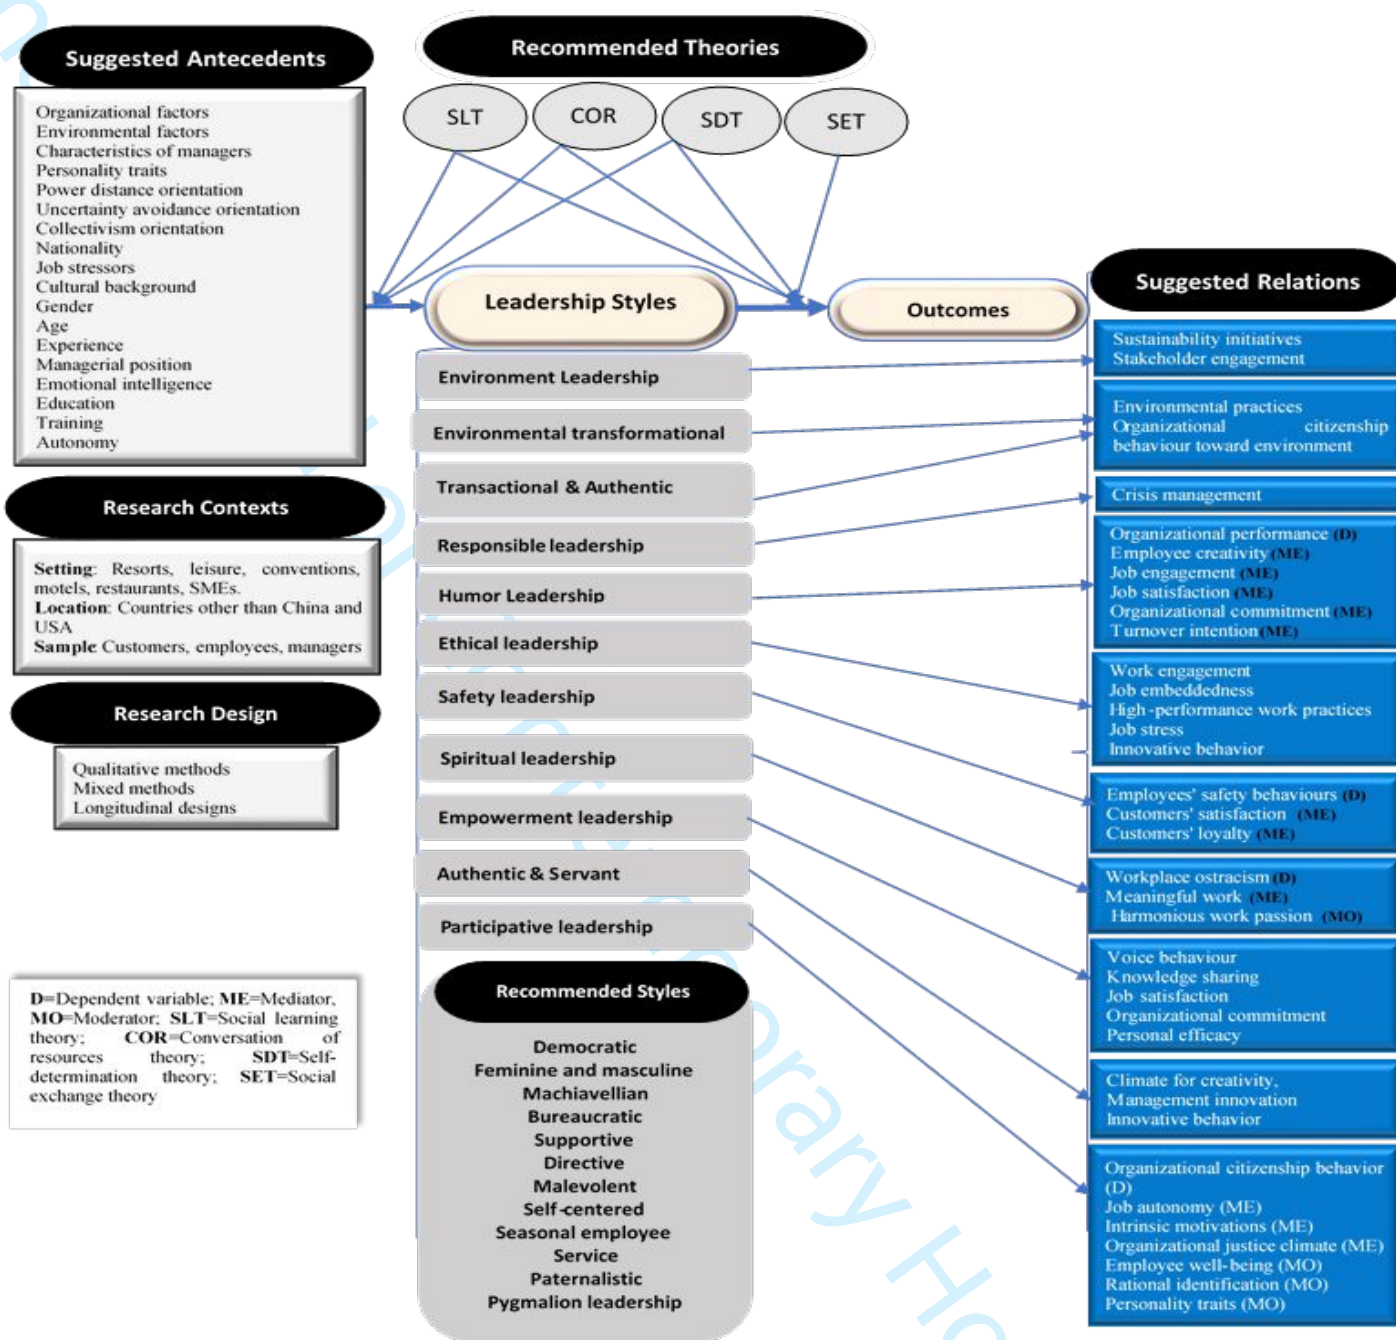 Suggested Antecedents
Organizational factors
Environmental factors
Characteristics of managers
Personality traits
Power distance orientation
Uncertainty avoidance orientation
Collectivism orientation
Nationality
Job stressors
Cultural background
Gender
Age
Experience
Managerial position
Emotional intelligence
Education
Training
Autonomy
Research Contexts
Setting: Resorts, leisure, conventions,
motels, restaurants, SMEs.
Location: Countries other than China and
USA
Sample: Customers, employees, managers
Research Design
Qualitative methods
Mixed methods
Longitudinal designs
D=Dependent variable; ME=Mediator,
MO=Moderator; SLT=Social learning
theory; COR=Conversation of
resources theory; SDT=Self-
determination theory; SET=Social
exchange theory
Recommended Theories
SLT
COR
SDT
SET
Leadership Styles
Outcomes
Environment Leadership
Environmental transformational
Transactional & Authentic
Responsible leadership
Humor Leadership
Ethical leadership
Safety leadership
Spiritual leadership
Empowerment leadership
Authentic & Servant
Participative leadership
Recommended Styles
Democratic
Feminine and masculine
Machiavellian
Bureaucratic
Supportive
Directive
Malevolent
Self-centered
Seasonal employee
Service
Paternalistic
Pygmalion leadership
Suggested Relations
Sustainability initiatives
Stakeholder engagement
Environmental practices
Organizational citizenship
behaviour toward environment
Crisis management
Organizational performance (D)
Employee creativity (ME)
Job engagement (ME)
Job satisfaction (ME)
Organizational commitment (ME)
Turnover intention (ME)
Work engagement
Job embeddedness
High-performance work practices
Job stress
Innovative behavior
Employees' safety behaviours (D)
Customers' satisfaction (ME)
Customers' loyalty (ME)
Workplace ostracism (D)
Meaningful work (ME)
Harmonious work passion (MO)
Voice behaviour
Knowledge sharing
Job satisfaction
Organizational commitment
Personal efficacy
Climate for creativity,
Management innovation
Innovative behavior
Organizational citizenship behavior
(D)
Job autonomy (ME)
Intrinsic motivations (ME)
Organizational justice climate (ME)
Employee well-being (MO)
Rational identification (MO)
Personality traits (MO)